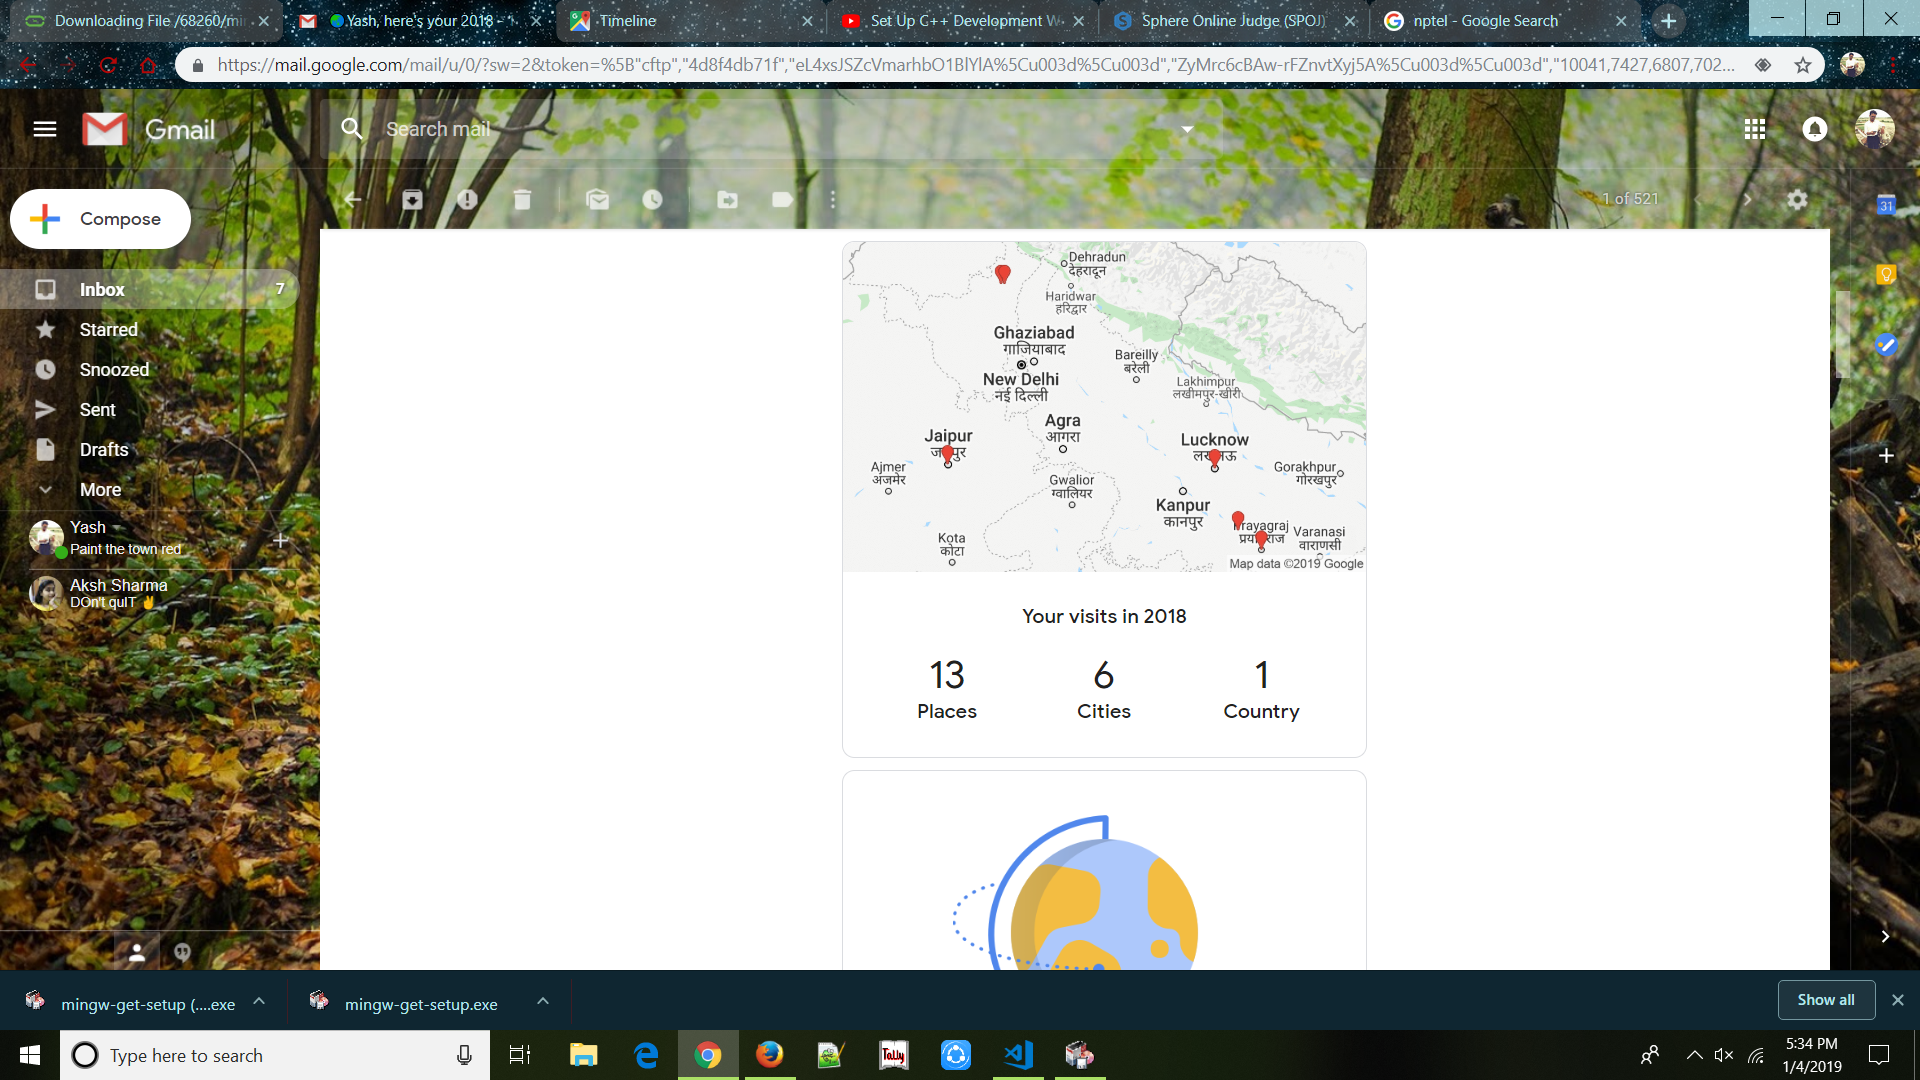 Downloading File /68260/min
Yash, here's your 2018 -
Timeline
Set Up C++ Development W
Sphere Online Judge (SPOJ)
nptel - Google Search
https://mail.google.com/mail/u/0/?sw=2&token=%5B"cftp","4d8f4db71f","eL4xsJSZcVmarhbO1BlYlA%5Cu003d%5Cu003d","ZyMrc6cBAw-rFZnvtXyj5A%5Cu003d%5Cu003d","10041,7427,6807,702...
Gmail
Search mail
1 of 521
31
Compose
Inbox 7
Starred
Snoozed
Sent
Drafts
More
Yash
Paint the town red
Aksh Sharma
DOn't quIT ✌
Dehradun
देहरादून
Haridwar
हरिद्वार
Ghaziabad
गाजियाबाद
New Delhi
नई दिल्ली
Bareilly
बरेली
Lakhimpur
लखीमपुर-खीरी
Agra
आगरा
Jaipur
Lucknow
Ajmer
अजमेर
Gwalior
ग्वालियर
Gorakhpur
गोरखपुर
Kanpur
कानपुर
Prayagraj
Varanasi
वाराणसी
Kota
कोटा
Map data ©2019 Google
Your visits in 2018
13 6 1
Places Cities Country
mingw-get-setup (....exe
mingw-get-setup.exe
Show all
Type here to search
Tally
5:34 PM
1/4/2019